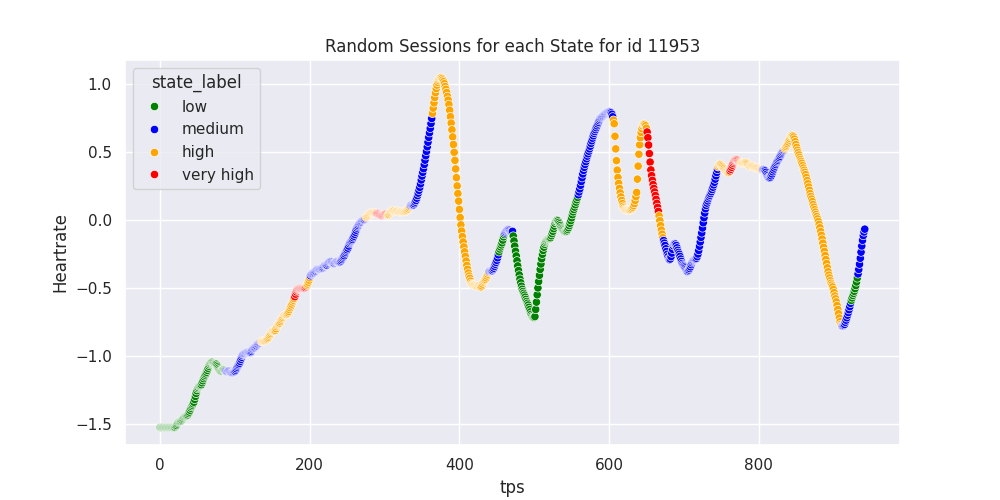 Random Sessions for each State for id 11953
state_label
low
medium
high
very high
1.0
0.5
0.0
−0.5
−1.0
−1.5
Heartrate
0 200 400 600 800
tps